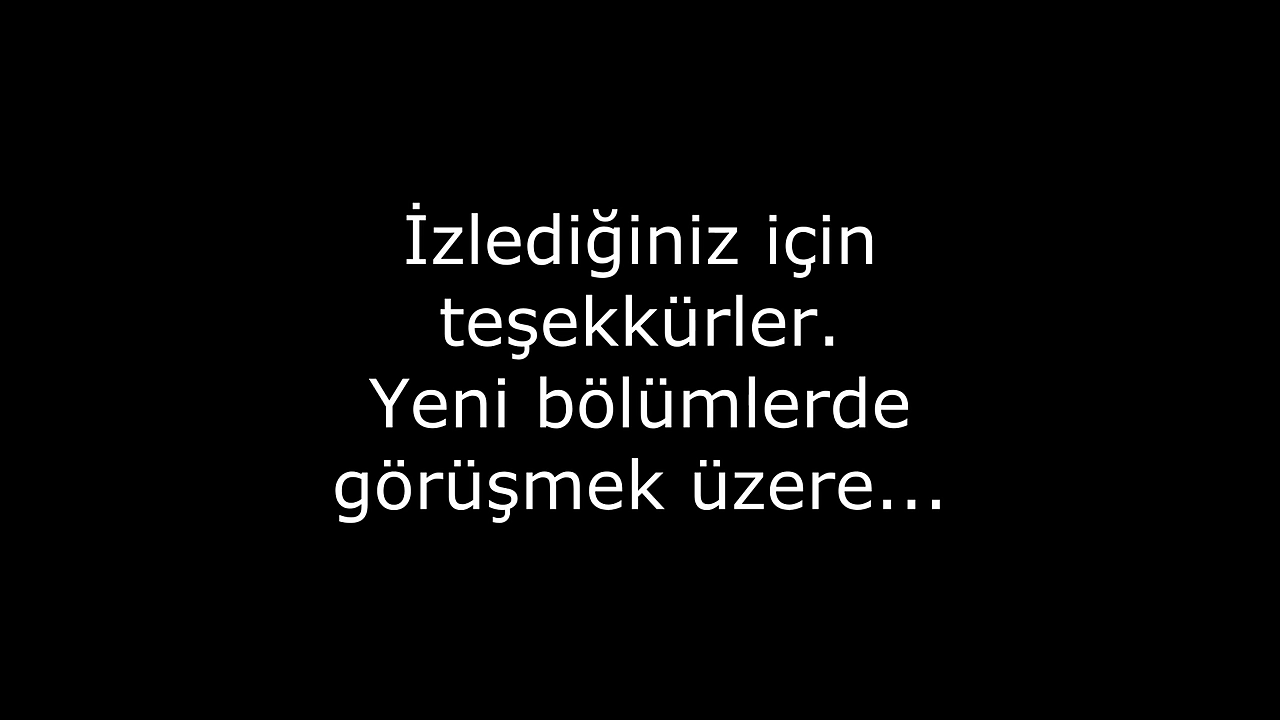 İzlediğiniz için
teşekkürler.
Yeni bölümlerde
görüşmek üzere...